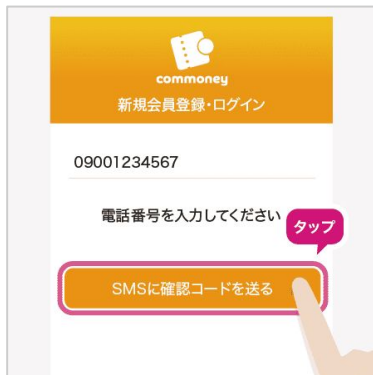 commoney
新規会員登録・ログイン
09001234567
電話番号を入力してください
タップ
SMSに確認コードを送る